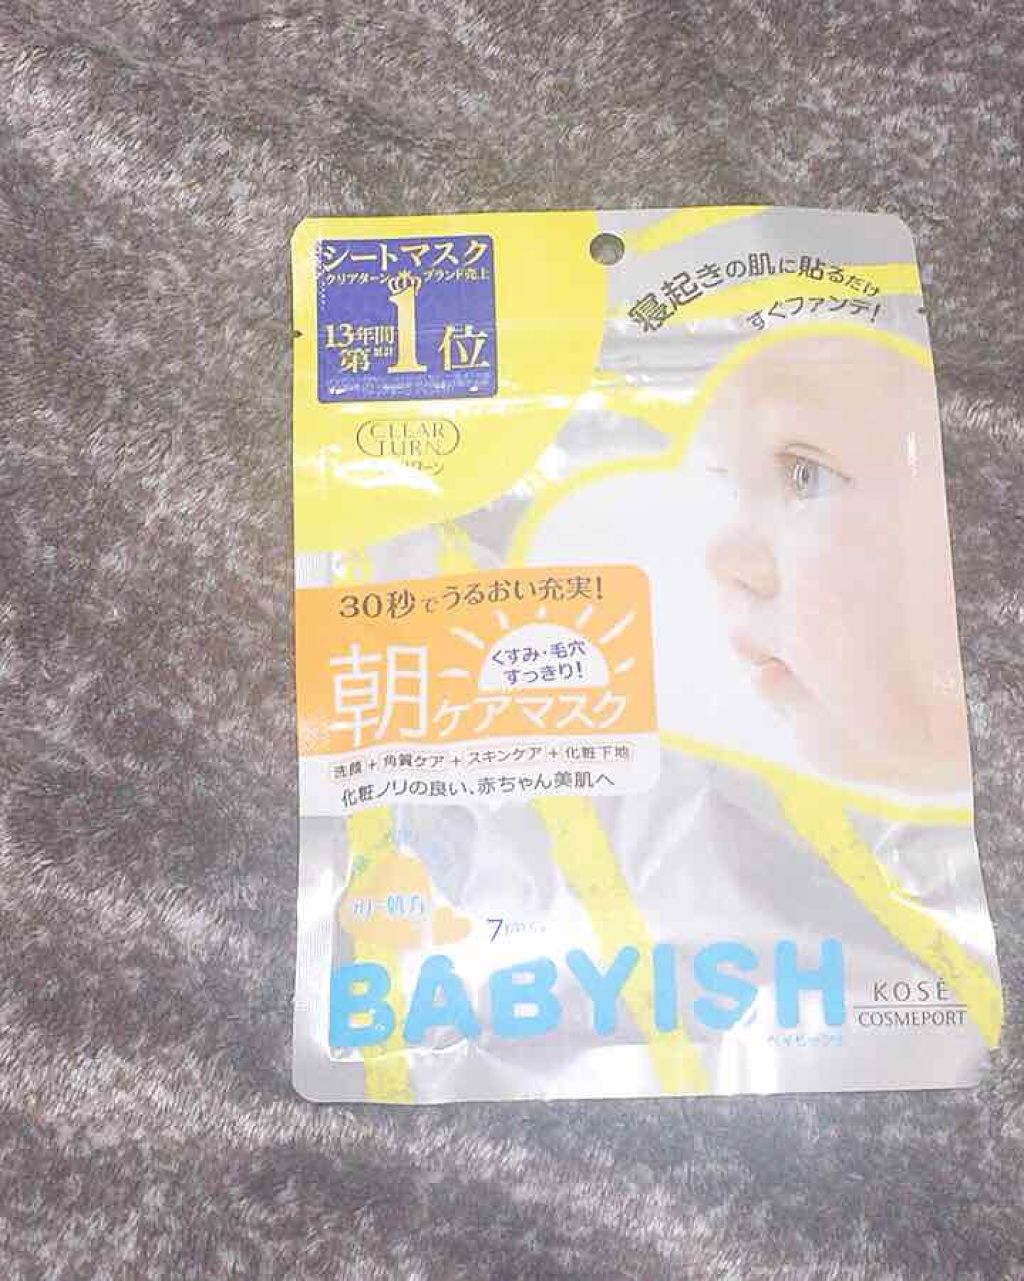 シートマスク
クリアターン ブランド売上
13年間
第 累計 1位
寝起きの肌に貼るだけ
すぐファンデ!
CLEAR
TURN
30秒でうるおい充実!
くすみ・毛穴
すっきり!
朝ケアマスク
洗顔+角質ケア+スキンケア+化粧下地
化粧ノリの良い、赤ちゃん美肌へ
BABYISH
KOSÉ
COSMEPORT